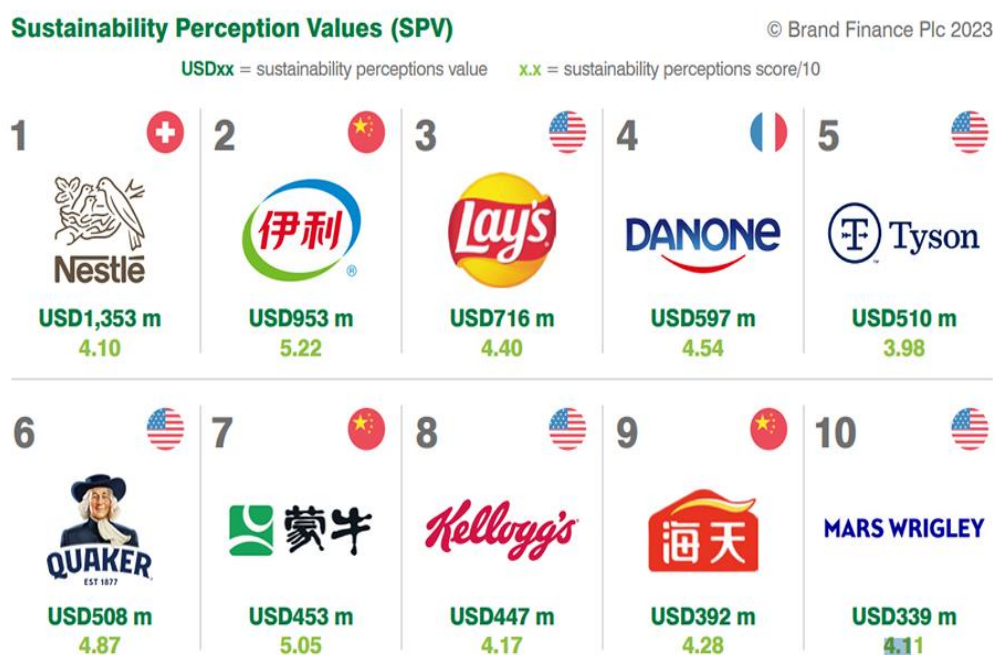 Sustainability Perception Values (SPV)
© Brand Finance Plc 2023
USDxx = sustainability perceptions value x.x = sustainability perceptions score/10
1
2
3
4
5
Nestlé
伊利
®
Lay's
DANONE
T Tyson
USD1,353 m
USD953 m
USD716 m
USD597 m
USD510 m
4.10
5.22
4.40
4.54
3.98
6
7
8
9
10
QUAKER
EST 1877
蒙牛
Kellogg's
海天
MARS WRIGLEY
USD508 m
USD453 m
USD447 m
USD392 m
USD339 m
4.87
5.05
4.17
4.28
4.11